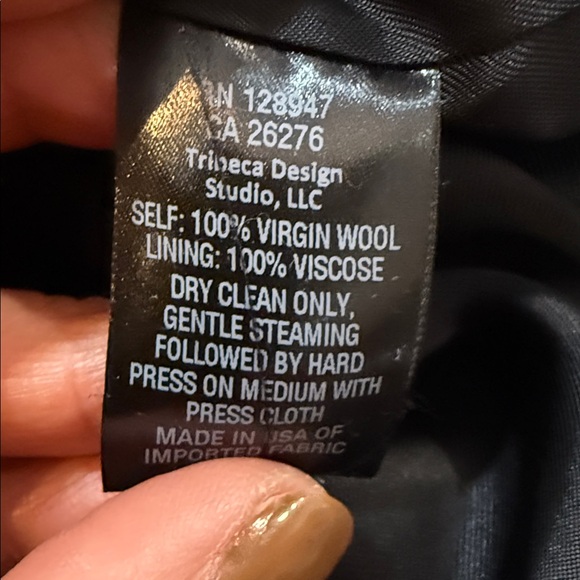 RN 128947
CA 26276
Tribeca Design
Studio, LLC
SELF: 100% VIRGIN WOOL
LINING: 100% VISCOSE
DRY CLEAN ONLY,
GENTLE STEAMING
FOLLOWED BY HARD
PRESS ON MEDIUM WITH
PRESS CLOTH
MADE IN USA OF
IMPORTED FABRIC